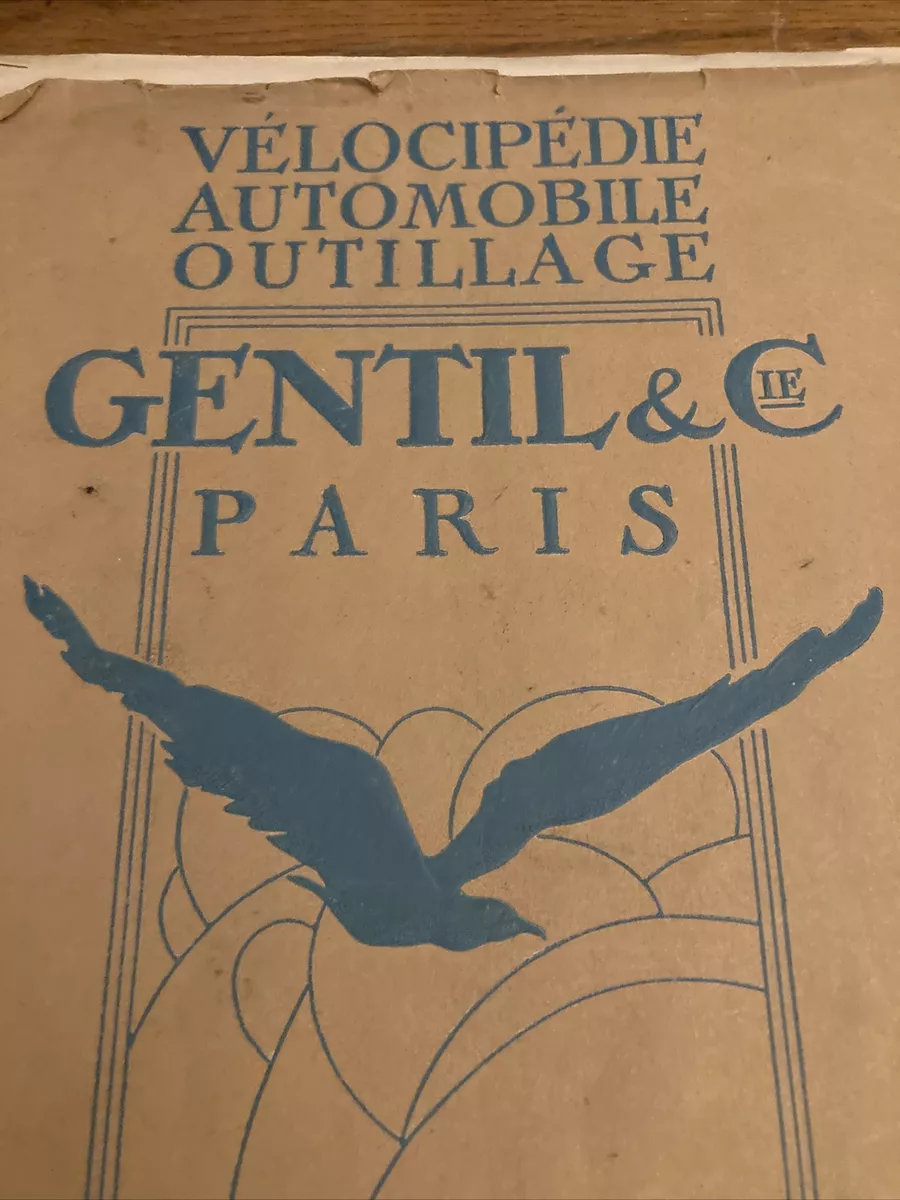 VÉLOCIPÉDIE
AUTOMOBILE
OUTILLAGE
GENTIL & CIE
PARIS